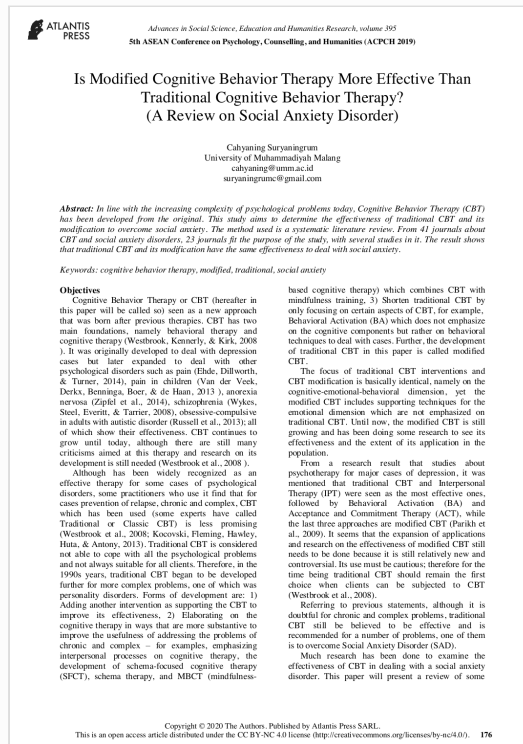 ATLANTIS
PRESS
Advances in Social Science, Education and Humanities Research, volume 395
5th ASEAN Conference on Psychology, Counselling, and Humanities (ACPCH 2019)
Is Modified Cognitive Behavior Therapy More Effective Than
Traditional Cognitive Behavior Therapy?
(A Review on Social Anxiety Disorder)
Cahyaning Suryaningrum
University of Muhammadiyah Malang
cahyaning@umm.ac.id
suryaningrumc@gmail.com
Abstract: In line with the increasing complexity of psychological problems today, Cognitive Behavior Therapy (CBT)
has been developed from the original. This study aims to determine the effectiveness of traditional CBT and its
modification to overcome social anxiety. The method used is a systematic literature review. From 41 journals about
CBT and social anxiety disorders, 23 journals fit the purpose of the study, with several studies in it. The result shows
that traditional CBT and its modification have the same effectiveness to deal with social anxiety.
Keywords: cognitive behavior therapy, modified, traditional, social anxiety
Objectives
Cognitive Behavior Therapy or CBT (hereafter in
this paper will be called so) seen as a new approach
that was born after previous therapies. CBT has two
main foundations, namely behavioral therapy and
cognitive therapy (Westbrook, Kennerly, & Kirk, 2008
). It was originally developed to deal with depression
cases but later expanded to deal with other
psychological disorders such as pain (Ehde, Dillworth,
& Turner, 2014), pain in children (Van der Veek,
Derkx, Benninga, Boer, & de Haan, 2013 ), anorexia
nervosa (Zipfel et al., 2014), schizophrenia (Wykes,
Steel, Everitt, & Tarrier, 2008), obsessive-compulsive
in adults with autistic disorder (Russell et al., 2013); all
of which show their effectiveness. CBT continues to
grow until today, although there are still many
criticisms aimed at this therapy and research on its
development is still needed (Westbrook et al., 2008 ).
Although has been widely recognized as an
effective therapy for some cases of psychological
disorders, some practitioners who use it find that for
cases prevention of relapse, chronic and complex, CBT
which has been used (some experts have called
Traditional or Classic CBT) is less promising
(Westbrook et al., 2008; Kocovski, Fleming, Hawley,
Huta, & Antony, 2013). Traditional CBT is considered
not able to cope with all the psychological problems
and not always suitable for all clients. Therefore, in the
1990s years, traditional CBT began to be developed
further for more complex problems, one of which was
personality disorders. Forms of development are: 1)
Adding another intervention as supporting the CBT to
improve its effectiveness, 2) Elaborating on the
cognitive therapy in ways that are more substantive to
improve the usefulness of addressing the problems of
chronic and complex – for examples, emphasizing
interpersonal processes on cognitive therapy, the
development of schema-focused cognitive therapy
(SFCT), schema therapy, and MBCT (mindfulness-
based cognitive therapy) which combines CBT with
mindfulness training, 3) Shorten traditional CBT by
only focusing on certain aspects of CBT, for example,
Behavioral Activation (BA) which does not emphasize
on the cognitive components but rather on behavioral
techniques to deal with cases. Further, the development
of traditional CBT in this paper is called modified
CBT.
The focus of traditional CBT interventions and
CBT modification is basically identical, namely on the
cognitive-emotional-behavioral dimension, yet the
modified CBT includes supporting techniques for the
emotional dimension which are not emphasized on
traditional CBT. Until now, the modified CBT is still
growing and has been doing some research to see its
effectiveness and the extent of its application in the
population.
From a research result that studies about
psychotherapy for major cases of depression, it was
mentioned that traditional CBT and Interpersonal
Therapy (IPT) were seen as the most effective ones,
followed by Behavioral Activation (BA) and
Acceptance and Commitment Therapy (ACT), while
the last three approaches are modified CBT (Parikh et
al., 2009). It seems that the expansion of applications
and research on the effectiveness of modified CBT still
needs to be done because it is still relatively new and
controversial. Its use must be cautious; therefore for the
time being traditional CBT should remain the first
choice when clients can be subjected to CBT
(Westbrook et al., 2008).
Referring to previous statements, although it is
doubtful for chronic and complex problems, traditional
CBT still be believed to be effective and is
recommended for a number of problems, one of them
is to overcome Social Anxiety Disorder (SAD).
Much research has been done to examine the
effectiveness of CBT in dealing with a social anxiety
disorder. This paper will present a review of some
Copyright © 2020 The Authors. Published by Atlantis Press SARL.
This is an open access article distributed under the CC BY-NC 4.0 license (http://creativecommons.org/licenses/by-nc/4.0/). 176